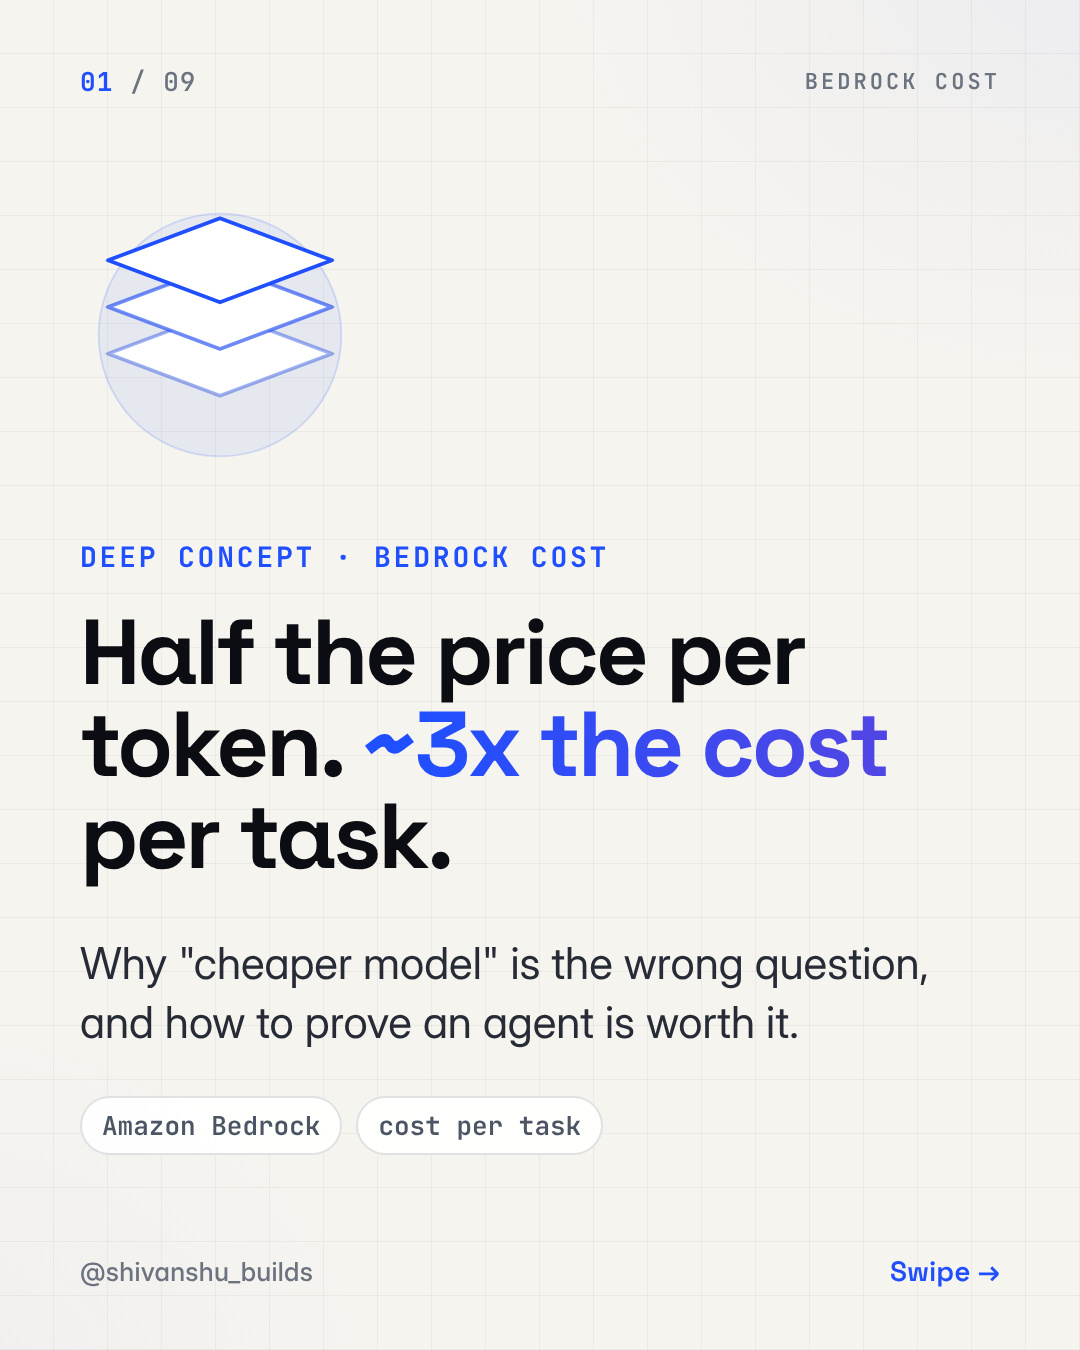 01 / 09
BEDROCK COST
DEEP CONCEPT · BEDROCK COST
Half the price per
token. ~3x the cost
per task.
Why "cheaper model" is the wrong question,
and how to prove an agent is worth it.
Amazon Bedrock
cost per task
@shivanshu_builds
Swipe →